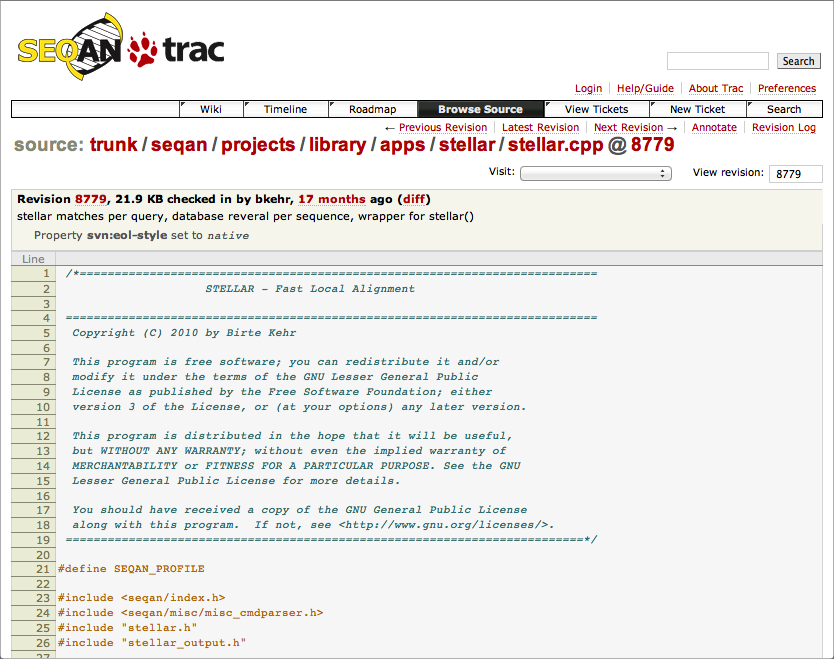 SEQAN trac
Search
Login Help/Guide About Trac Preferences
Wiki Timeline Roadmap Browse Source View Tickets New Ticket Search
← Previous Revision Latest Revision Next Revision → Annotate Revision Log
source: trunk / seqan / projects / library / apps / stellar / stellar.cpp @ 8779
Visit: View revision: 8779
Revision 8779, 21.9 KB checked in by bkehr, 17 months ago (diff)
stellar matches per query, database reveral per sequence, wrapper for stellar()
Property svn:eol-style set to native
Line
1 /*==========================================================================
2 STELLAR - Fast Local Alignment
3
4 ============================================================================
5 Copyright (C) 2010 by Birte Kehr
6
7 This program is free software; you can redistribute it and/or
8 modify it under the terms of the GNU Lesser General Public
9 License as published by the Free Software Foundation; either
10 version 3 of the License, or (at your options) any later version.
11
12 This program is distributed in the hope that it will be useful,
13 but WITHOUT ANY WARRANTY; without even the implied warranty of
14 MERCHANTABILITY or FITNESS FOR A PARTICULAR PURPOSE. See the GNU
15 Lesser General Public License for more details.
16
17 You should have received a copy of the GNU General Public License
18 along with this program. If not, see <http://www.gnu.org/licenses/>.
19 ==========================================================================*/
20
21 #define SEQAN_PROFILE
22
23 #include <seqan/index.h>
24 #include <seqan/misc/misc_cmdparser.h>
25 #include "stellar.h"
26 #include "stellar_output.h"
27